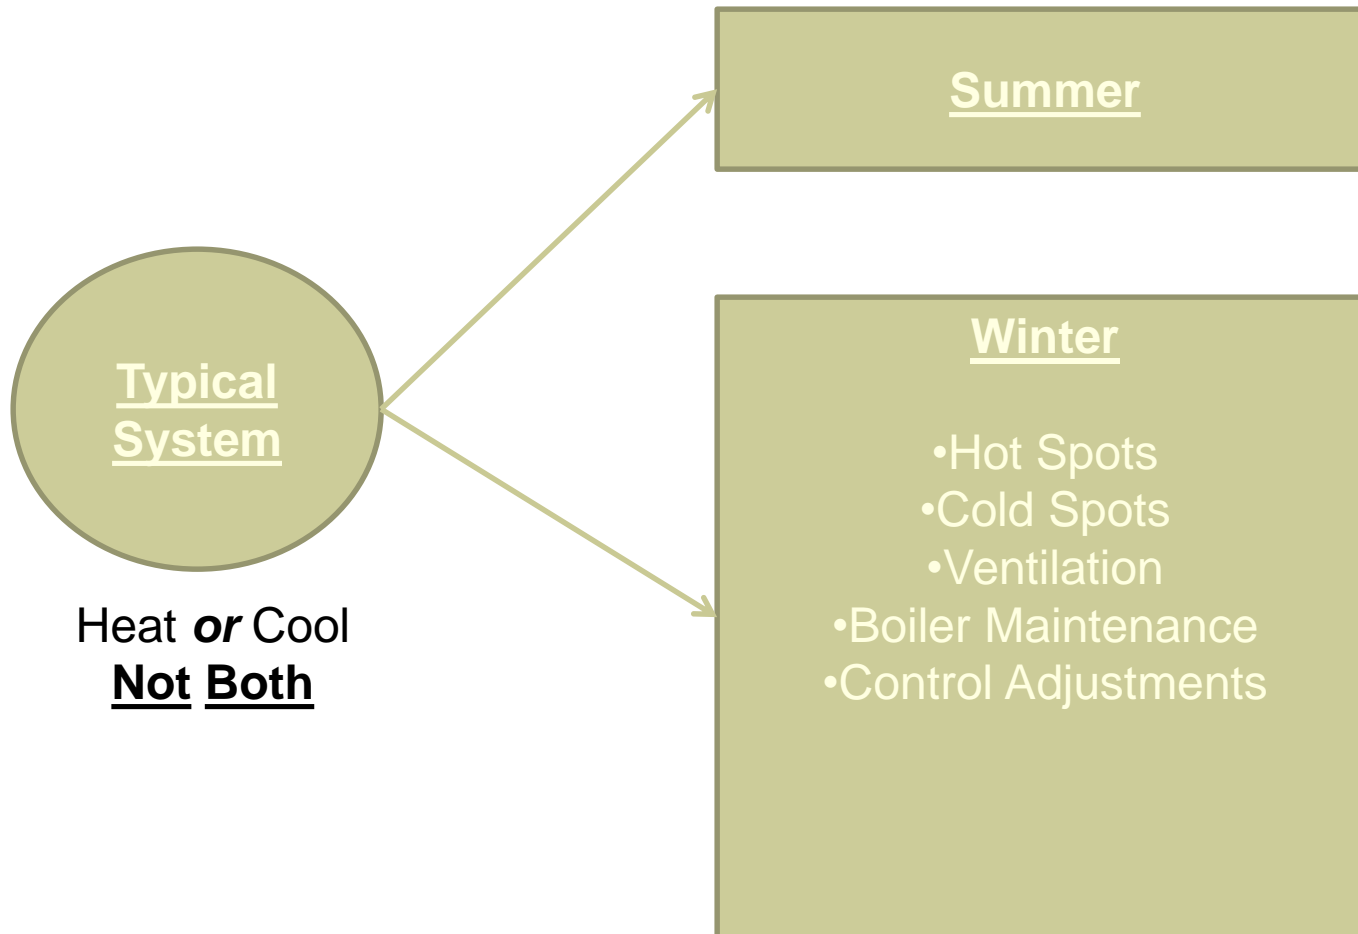 Summer
Typical
System
Heat or Cool
Not Both
Winter
•Hot Spots
•Cold Spots
•Ventilation
•Boiler Maintenance
•Control Adjustments